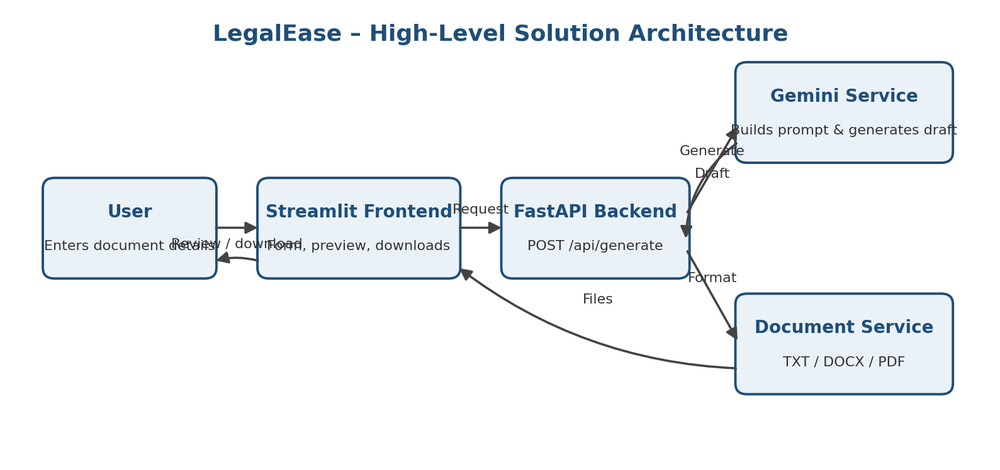 LegalEase – High-Level Solution Architecture
Gemini Service
Builds prompt & generates draft
Generate
Draft
User
Enters document details
Review / download
Streamlit Frontend
Form, preview, downloads
Request
FastAPI Backend
POST /api/generate
Format
Files
Document Service
TXT / DOCX / PDF